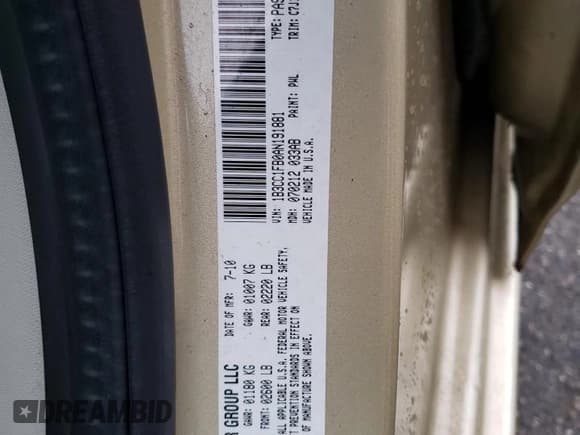 R GROUP LLC
DATE OF MFR: 7-10
GAWR: 01180 KG GAWR: 01007 KG
FRONT: 02600 LB REAR: 02220 LB
ALL APPLICABLE U.S.A. FEDERAL MOTOR VEHICLE SAFETY,
T PREVENTION STANDARDS IN EFFECT ON
OF MANUFACTURE SHOWN ABOVE.
TYPE: PAS
VIN: 1B3CC1FB0AN191881
TRIM: C7J
MDH: 070212 033AB PAINT: PWL
VEHICLE MADE IN U.S.A.
DREAMBID